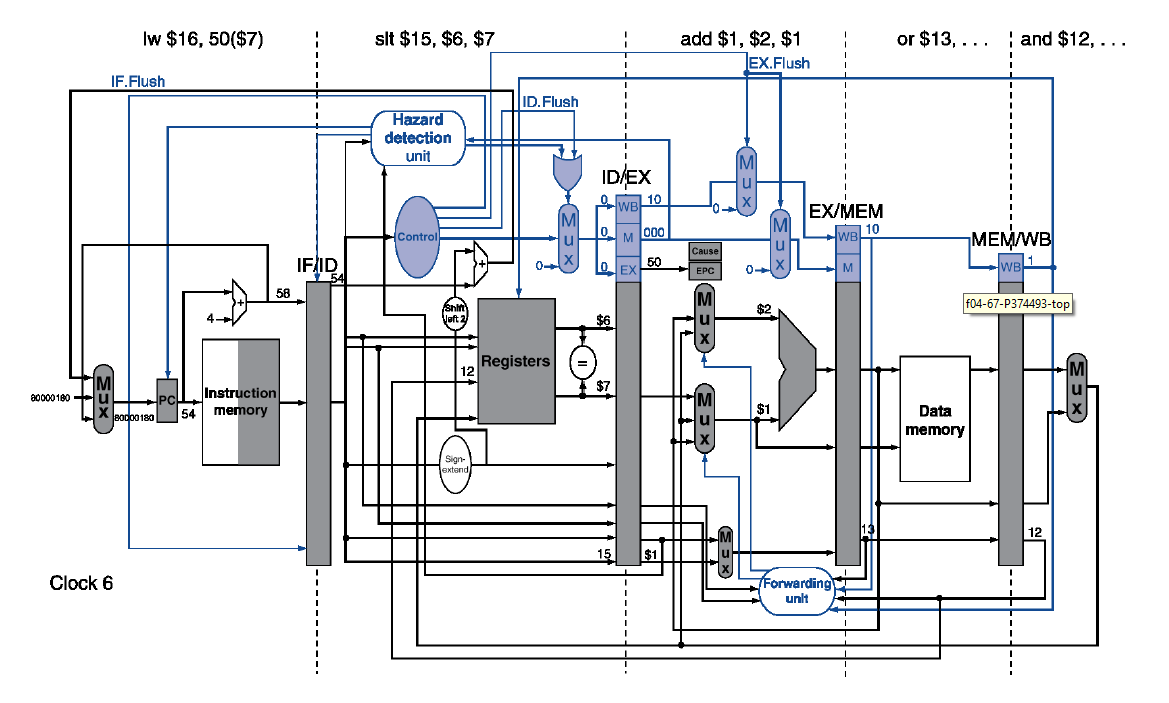 lw $16, 50($7)
slt $15, $6, $7
add $1, $2, $1
or $13, . . .
and $12, . . .
IF.Flush
EX.Flush
ID.Flush
Hazard
detection
unit
ID/EX
Mux
0
WB
10
Mux
0
Control
0
M
000
Mux
0
EX
50
Cause
EPC
0
Mux
EX/MEM
WB
10
M
MEM/WB
WB
1
IF/ID
54
58
+
4
+
Shift
left 2
f04-67-P374493-top
Mux
$2
$6
Registers
=
$7
12
Mux
$1
80000180
Mux
80000180
PC
54
Instruction
memory
Data
memory
Mux
Sign-
extend
13
12
15
$1
Mux
Forwarding
unit
Clock 6